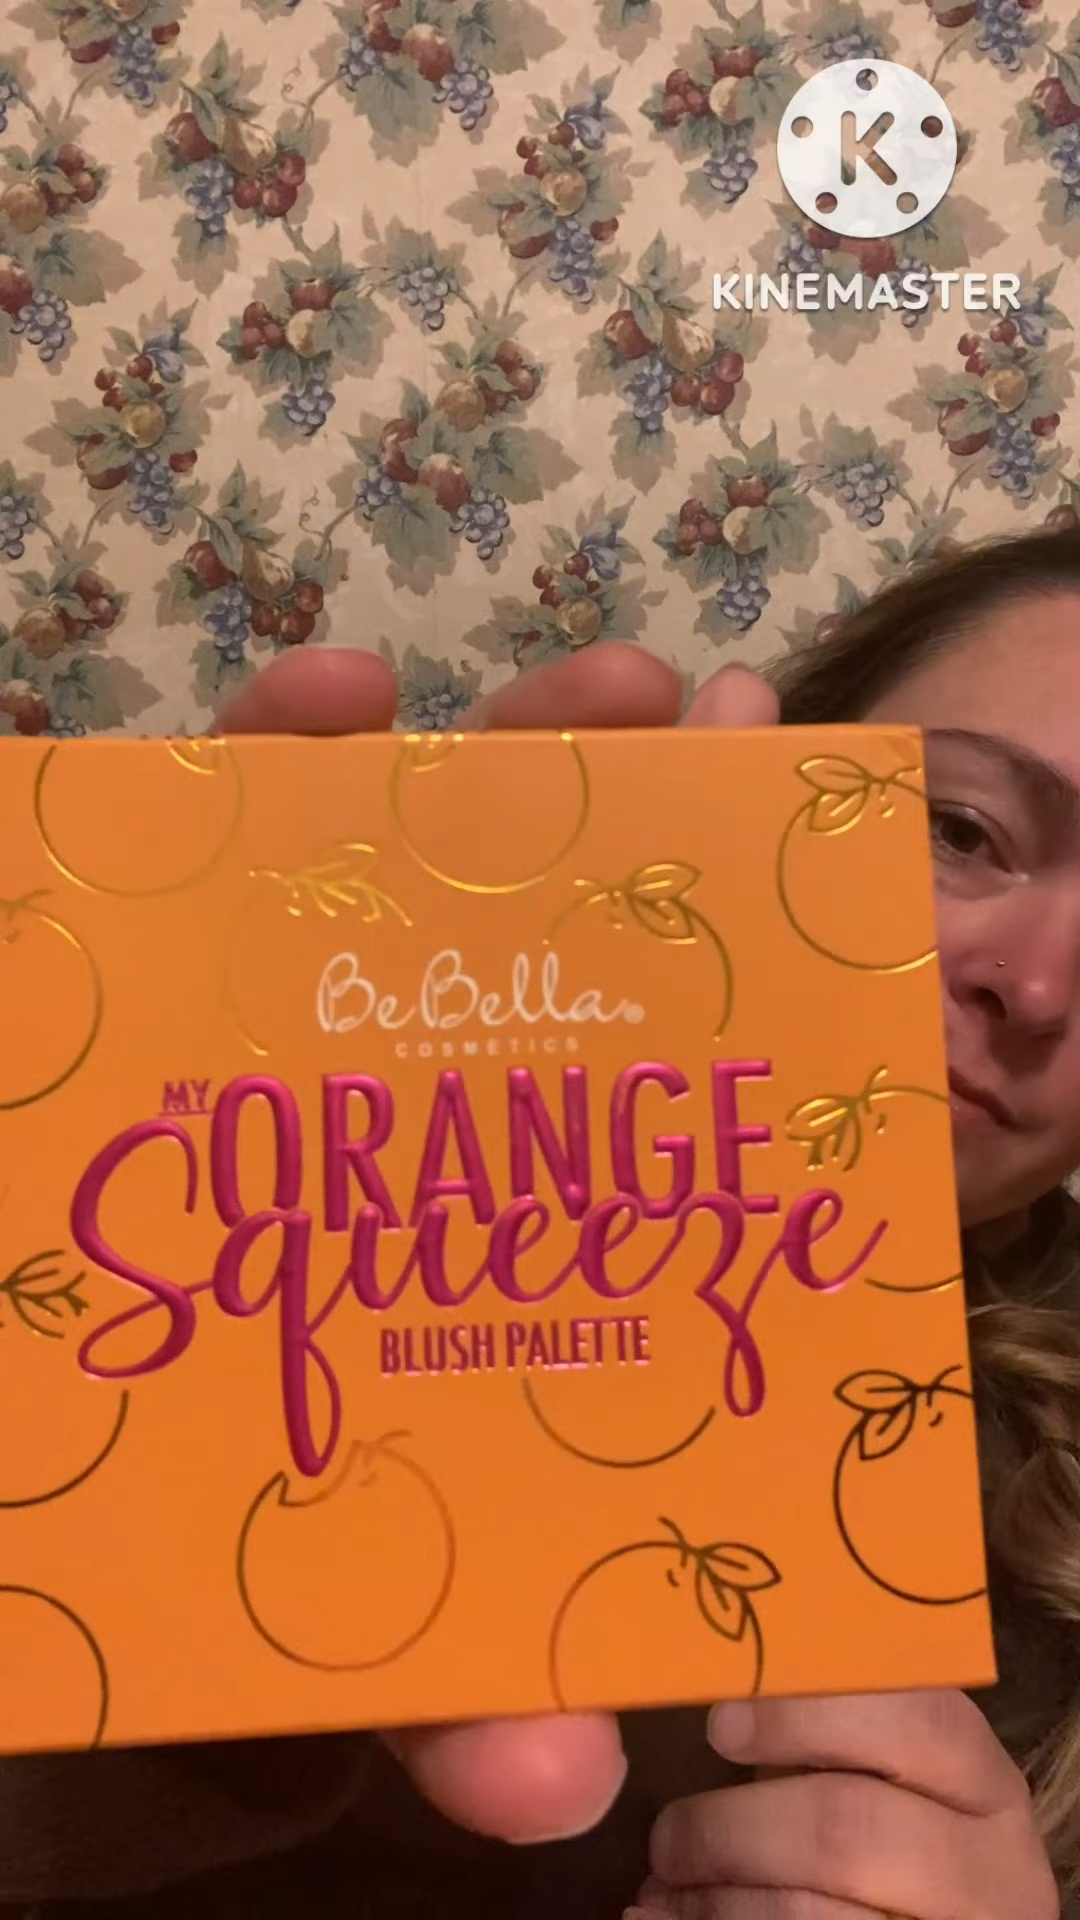 K
KINEMASTER
BeBella®
COSMETICS
MY ORANGE
Squeeze
BLUSH PALETTE